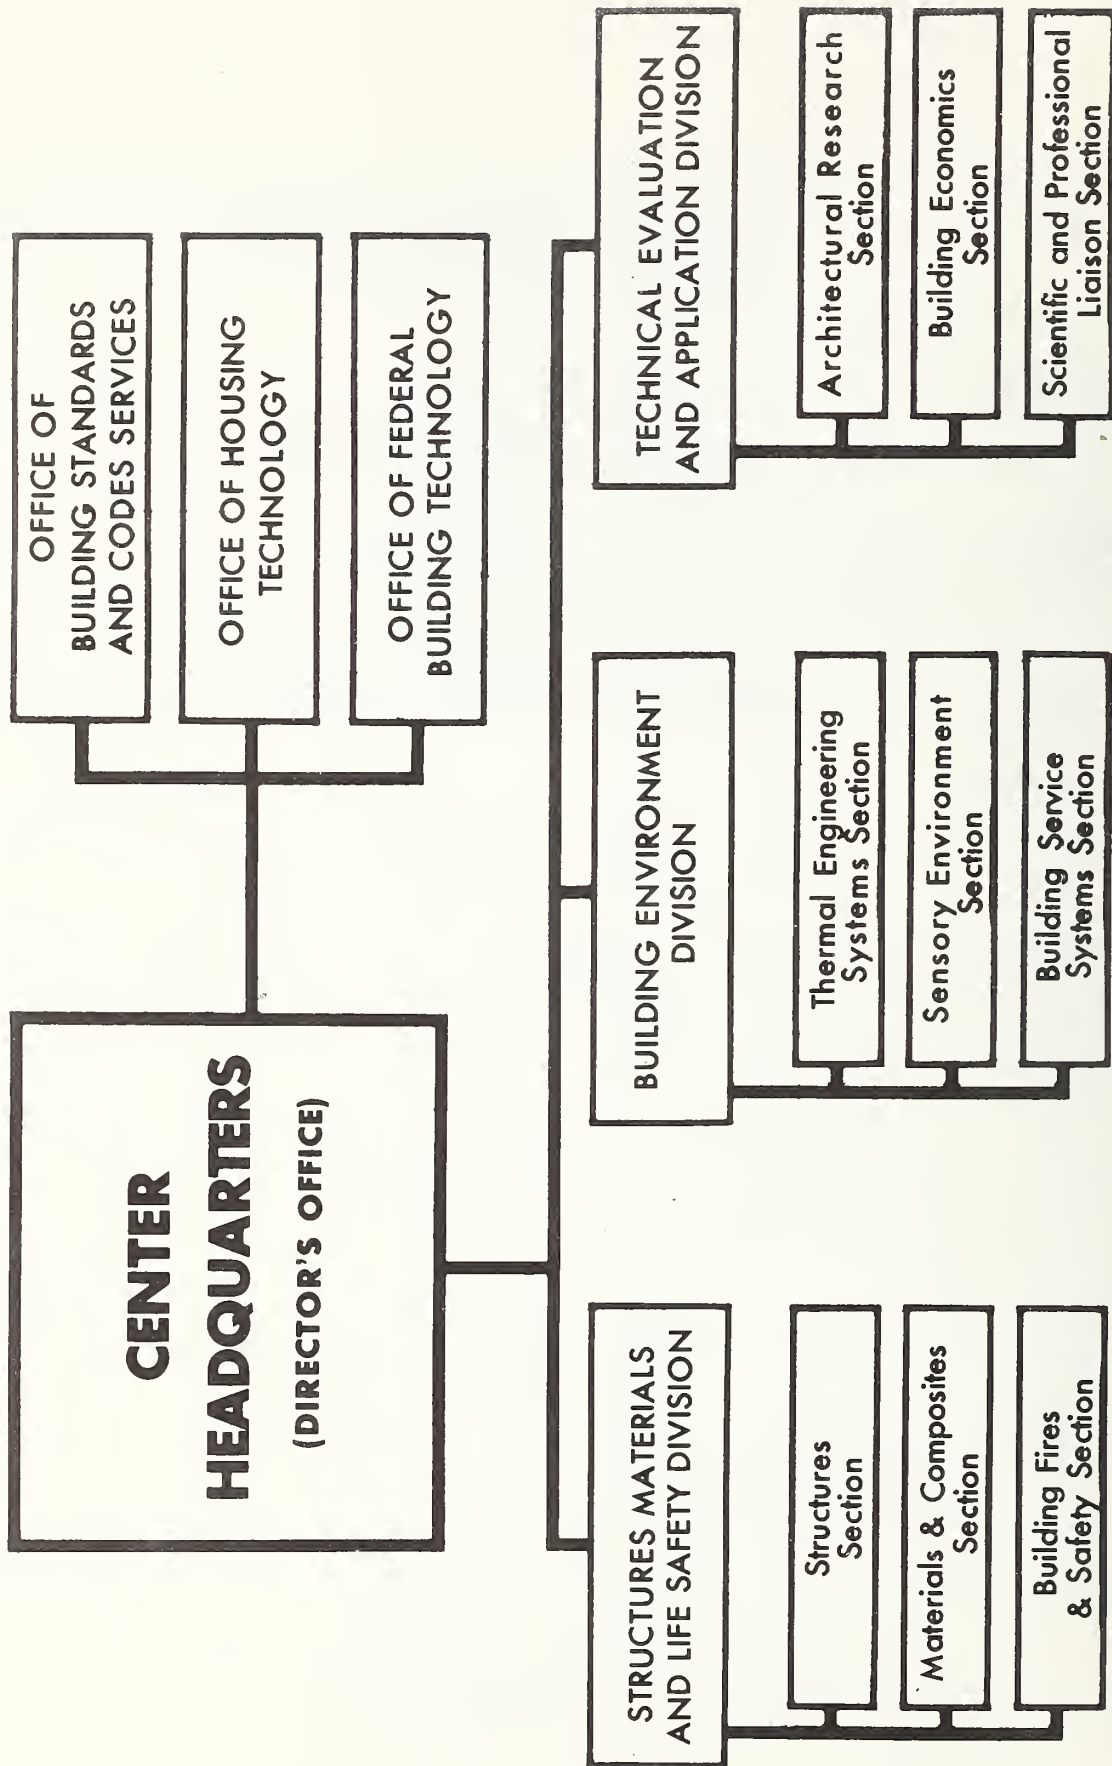 CENTER
HEADQUARTERS
(DIRECTOR'S OFFICE)
OFFICE OF
BUILDING STANDARDS
AND CODES SERVICES
OFFICE OF HOUSING
TECHNOLOGY
OFFICE OF FEDERAL
BUILDING TECHNOLOGY
STRUCTURES MATERIALS
AND LIFE SAFETY DIVISION
Structures
Section
Materials & Composites
Section
Building Fires
& Safety Section
BUILDING ENVIRONMENT
DIVISION
Thermal Engineering
Systems Section
Sensory Environment
Section
Building Service
Systems Section
TECHNICAL EVALUATION
AND APPLICATION DIVISION
Architectural Research
Section
Building Economics
Section
Scientific and Professional
Liaison Section